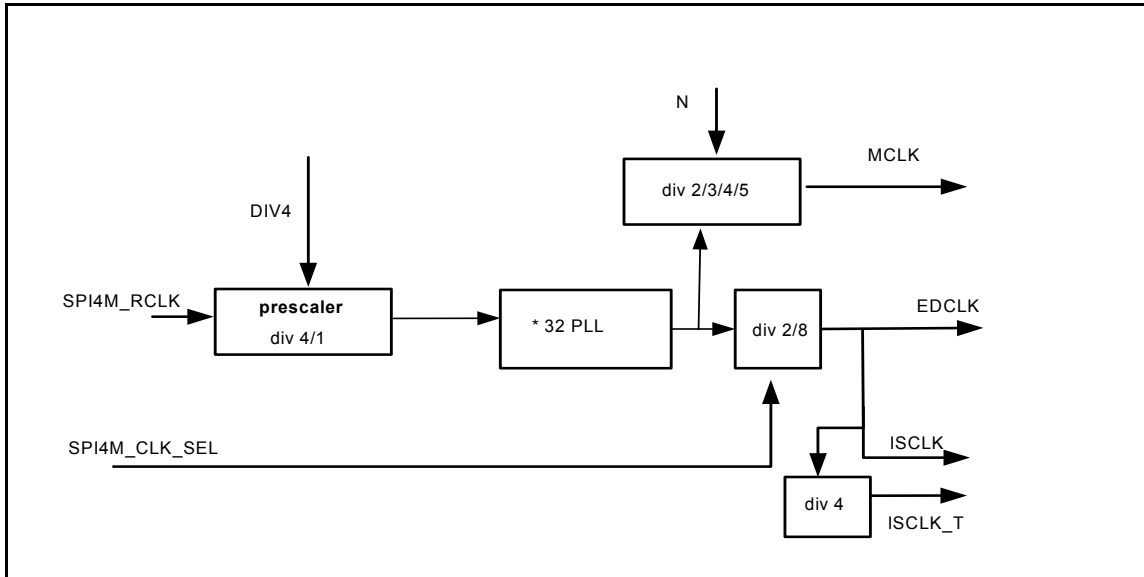 N
MCLK
div 2/3/4/5
DIV4
SPI4M_RCLK
prescaler
div 4/1
* 32 PLL
div 2/8
EDCLK
SPI4M_CLK_SEL
ISCLK
div 4
ISCLK_T